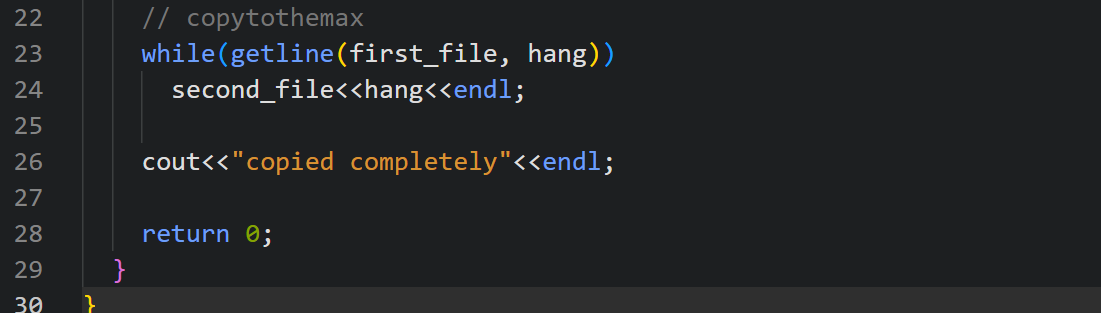 22 // copytothemax
23 while(getline(first_file, hang))
24 second_file<<hang<<endl;
25
26 cout<<"copied completely"<<endl;
27
28 return 0;
29 }
30 }